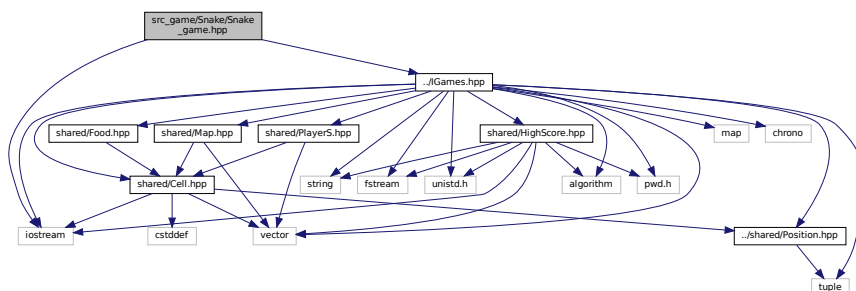 src_game/Snake/Snake
_game.hpp
../IGames.hpp
shared/Food.hpp
shared/Map.hpp
shared/PlayerS.hpp
shared/HighScore.hpp
map
chrono
shared/Cell.hpp
string
fstream
unistd.h
algorithm
pwd.h
iostream
cstddef
vector
../shared/Position.hpp
tuple